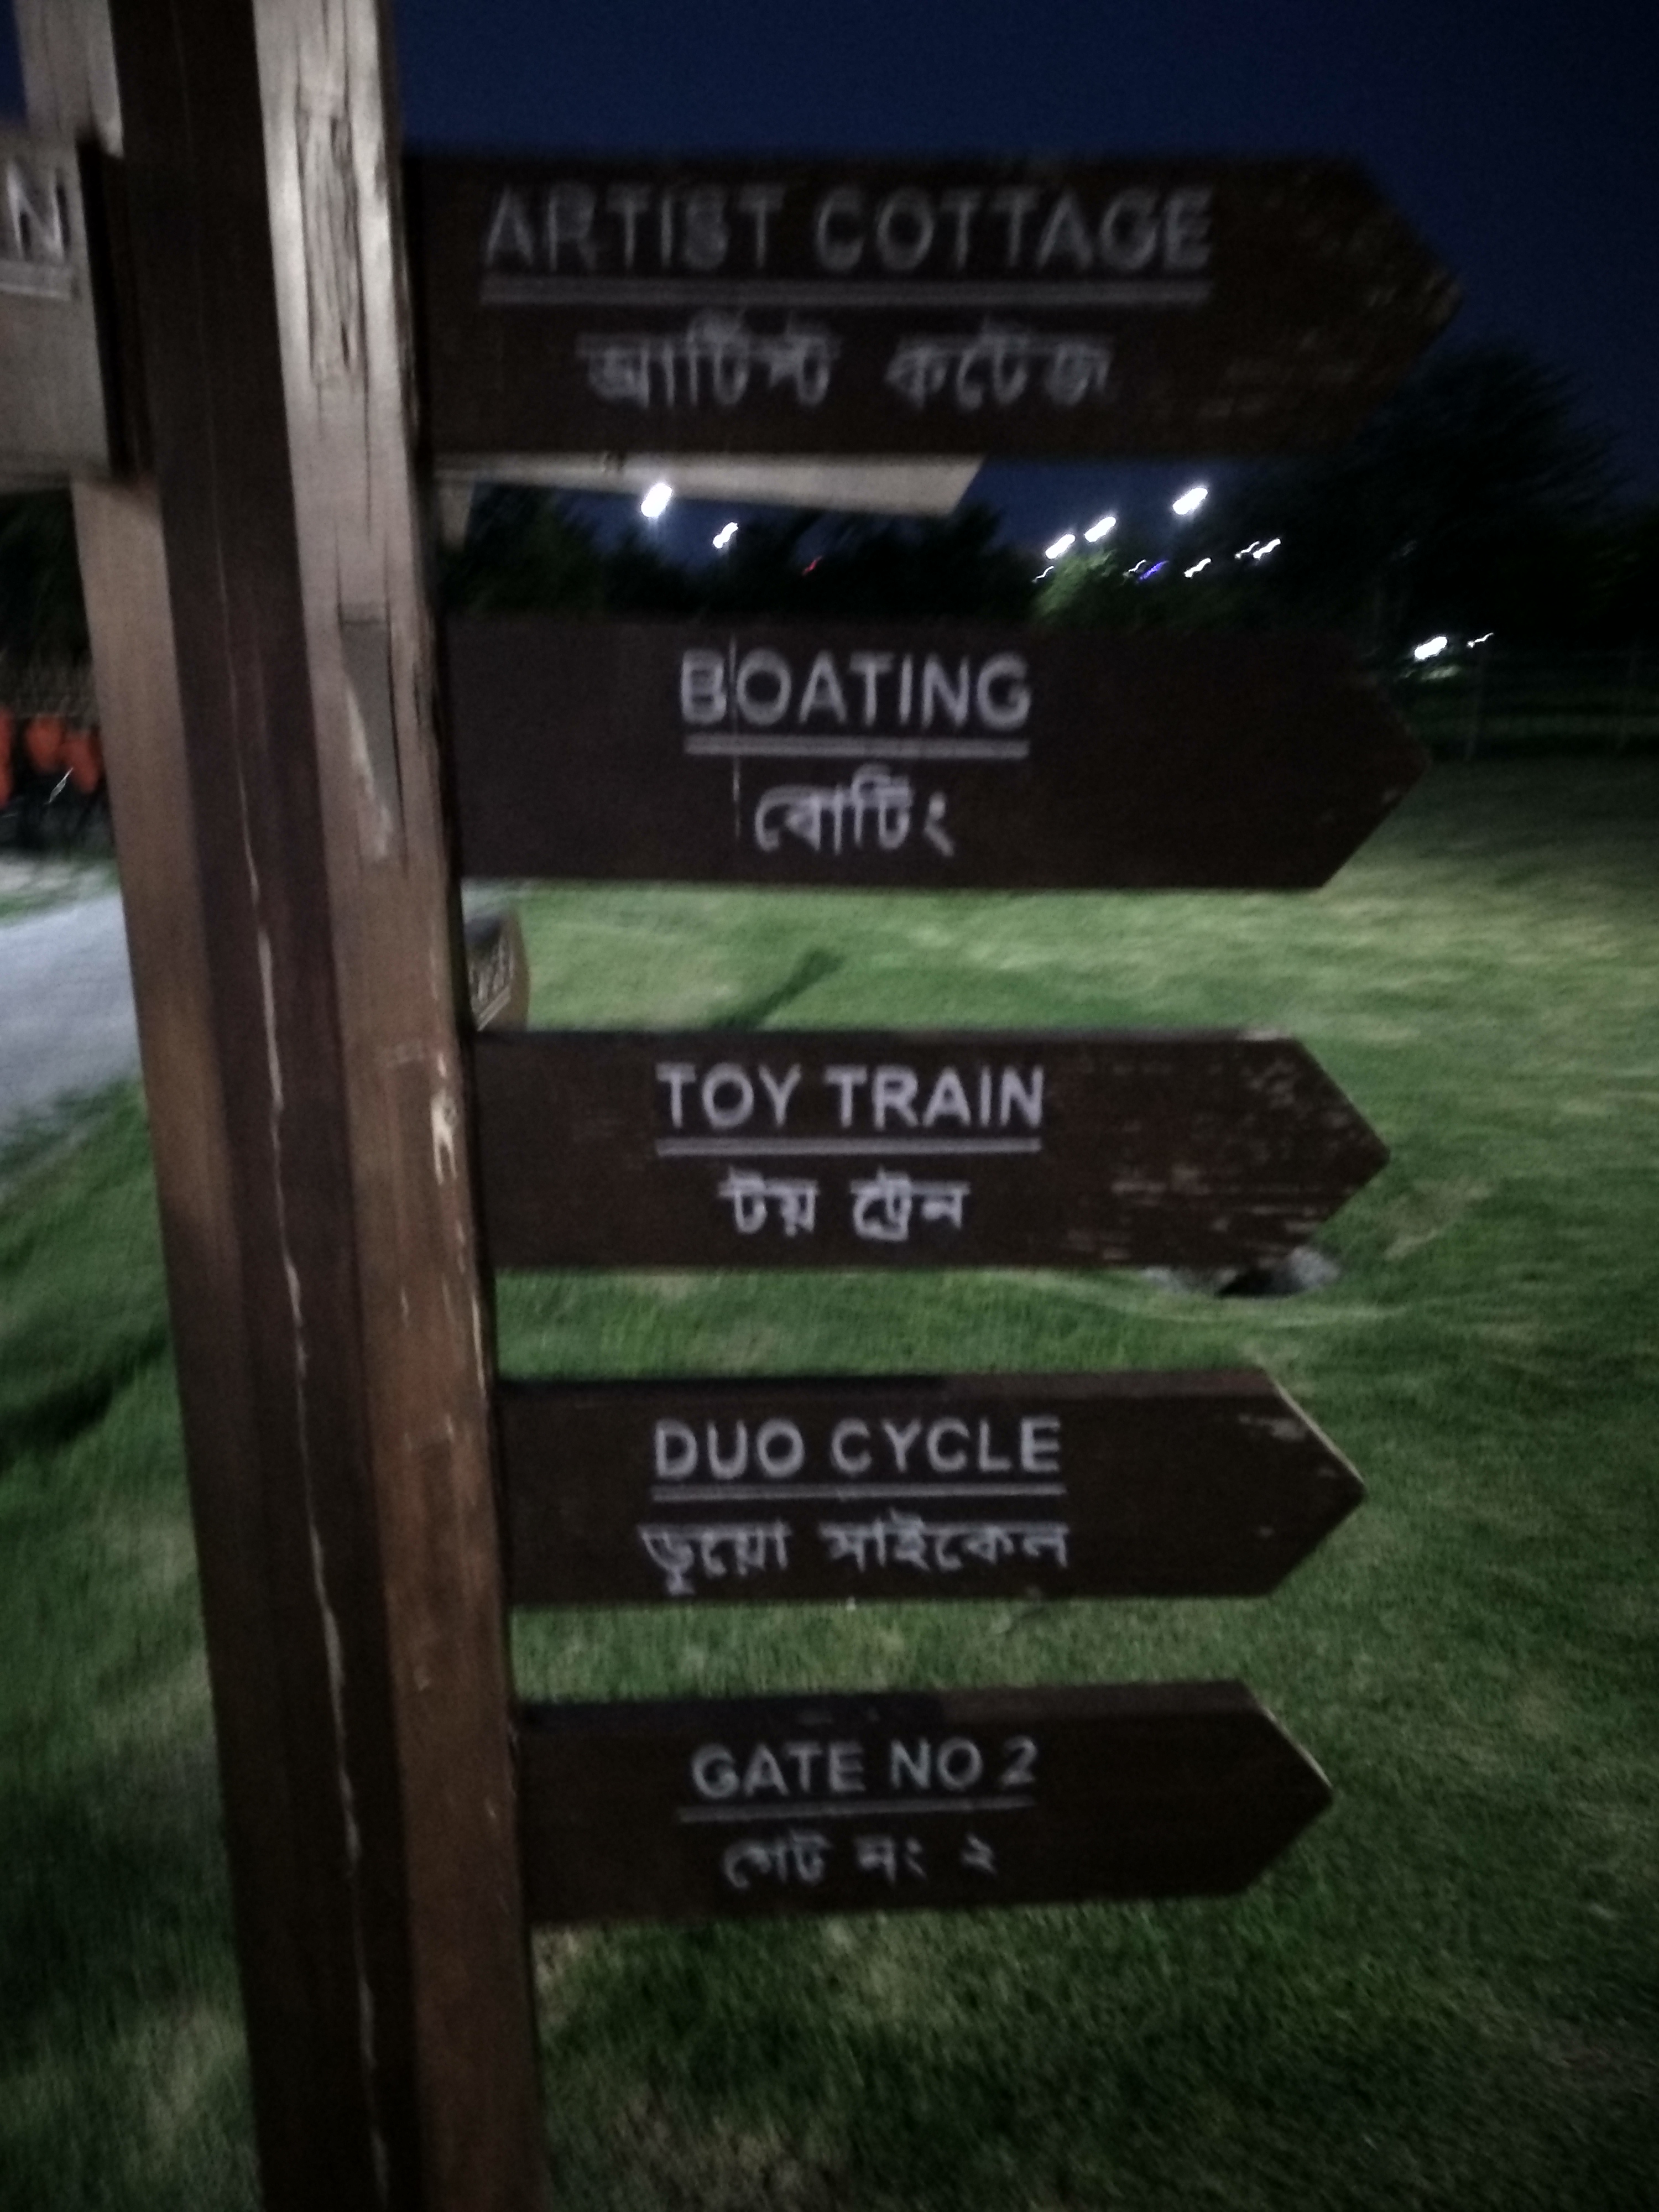 ARTIST COTTAGE
আর্টিস্ট কটেজ
BOATING
বোটিং
TOY TRAIN
টয় ট্রেন
DUO CYCLE
ডুয়ো সাইকেল
GATE NO 2
গেট নং ২